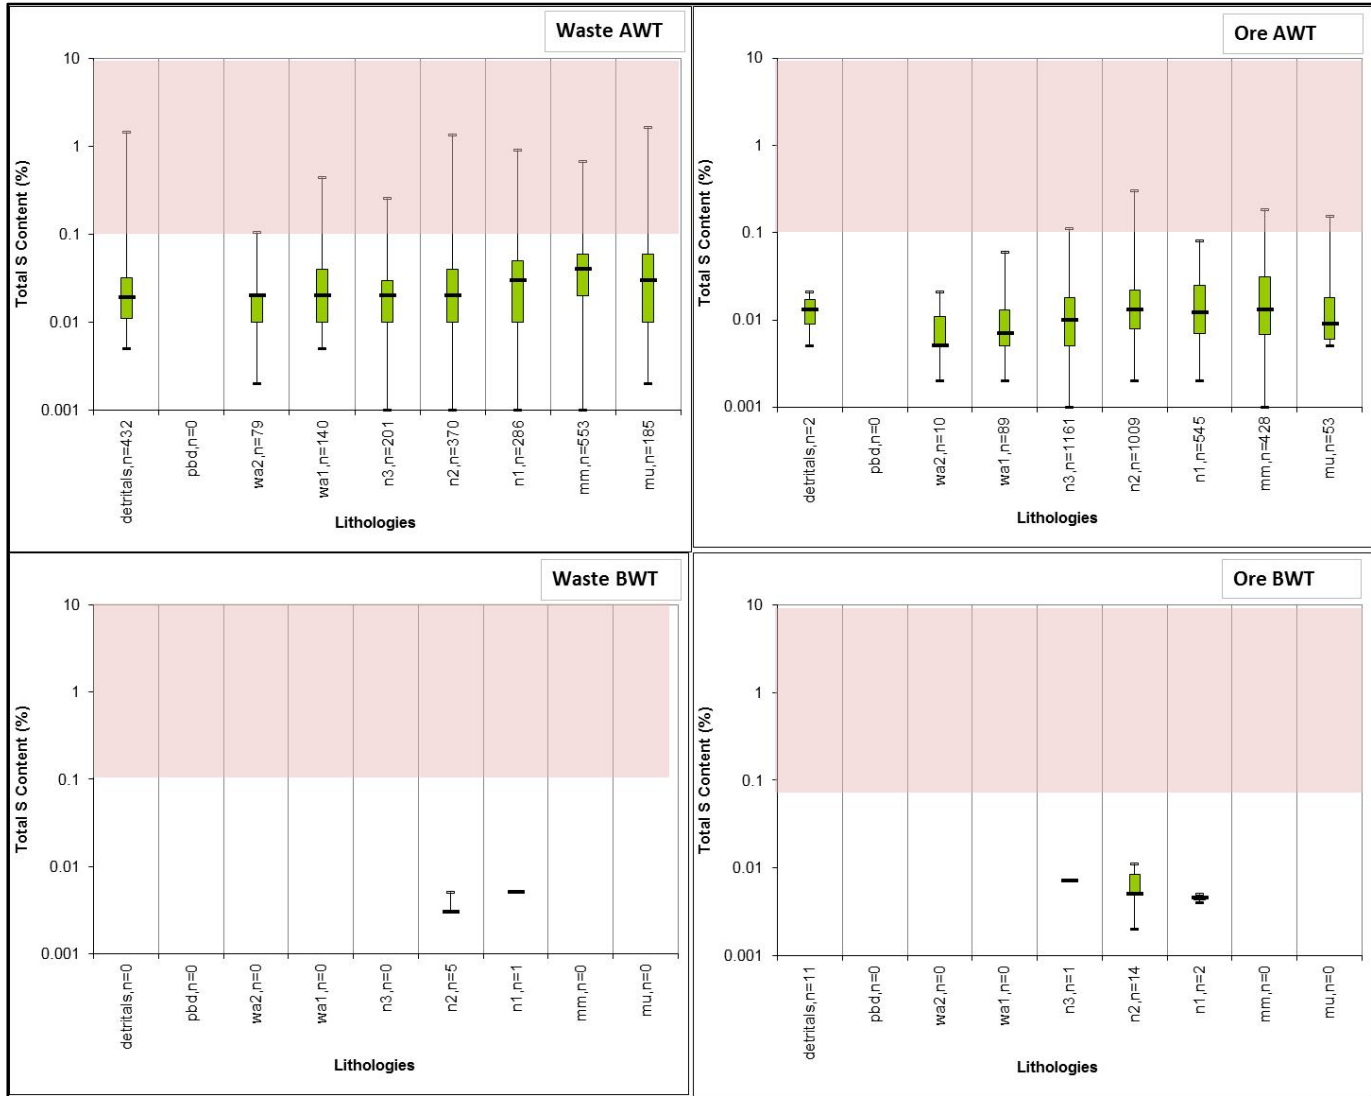 Waste AWT
Total S Content (%)
10
1
0.1
0.01
0.001
detritals,n=432
pbd,n=0
wa2,n=79
wa1,n=140
n3,n=201
n2,n=370
n1,n=286
mm,n=553
mu,n=185
Lithologies
Ore AWT
Total S Content (%)
10
1
0.1
0.01
0.001
detritals,n=2
pbd,n=0
wa2,n=10
wa1,n=89
n3,n=1161
n2,n=1009
n1,n=545
mm,n=428
mu,n=53
Lithologies
Waste BWT
Total S Content (%)
10
1
0.1
0.01
0.001
detritals,n=0
pbd,n=0
wa2,n=0
wa1,n=0
n3,n=0
n2,n=5
n1,n=1
mm,n=0
mu,n=0
Lithologies
Ore BWT
Total S Content (%)
10
1
0.1
0.01
0.001
detritals,n=11
pbd,n=0
wa2,n=0
wa1,n=0
n3,n=1
n2,n=14
n1,n=2
mm,n=0
mu,n=0
Lithologies